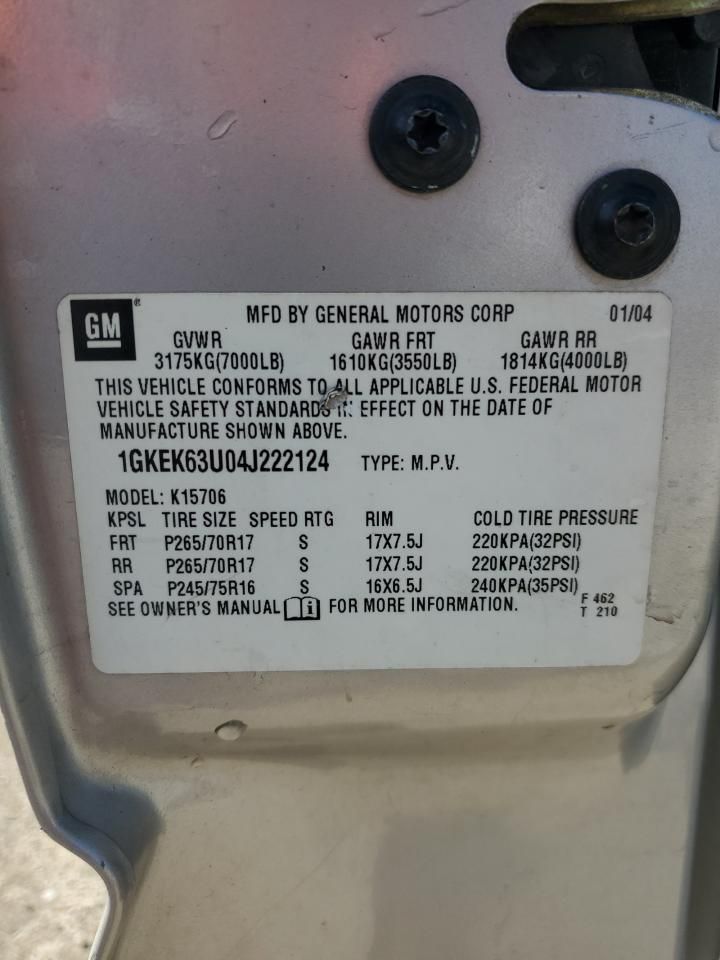 GM ® MFD BY GENERAL MOTORS CORP 01/04
GVWR GAWR FRT GAWR RR
3175KG(7000LB) 1610KG(3550LB) 1814KG(4000LB)
THIS VEHICLE CONFORMS TO ALL APPLICABLE U.S. FEDERAL MOTOR
VEHICLE SAFETY STANDARDS IN EFFECT ON THE DATE OF
MANUFACTURE SHOWN ABOVE.
1GKEK63U04J222124 TYPE: M.P.V.
MODEL: K15706
KPSL TIRE SIZE SPEED RTG RIM COLD TIRE PRESSURE
FRT P265/70R17 S 17X7.5J 220KPA(32PSI)
RR P265/70R17 S 17X7.5J 220KPA(32PSI)
SPA P245/75R16 S 16X6.5J 240KPA(35PSI)
SEE OWNER'S MANUAL i FOR MORE INFORMATION.
F 462
T 210